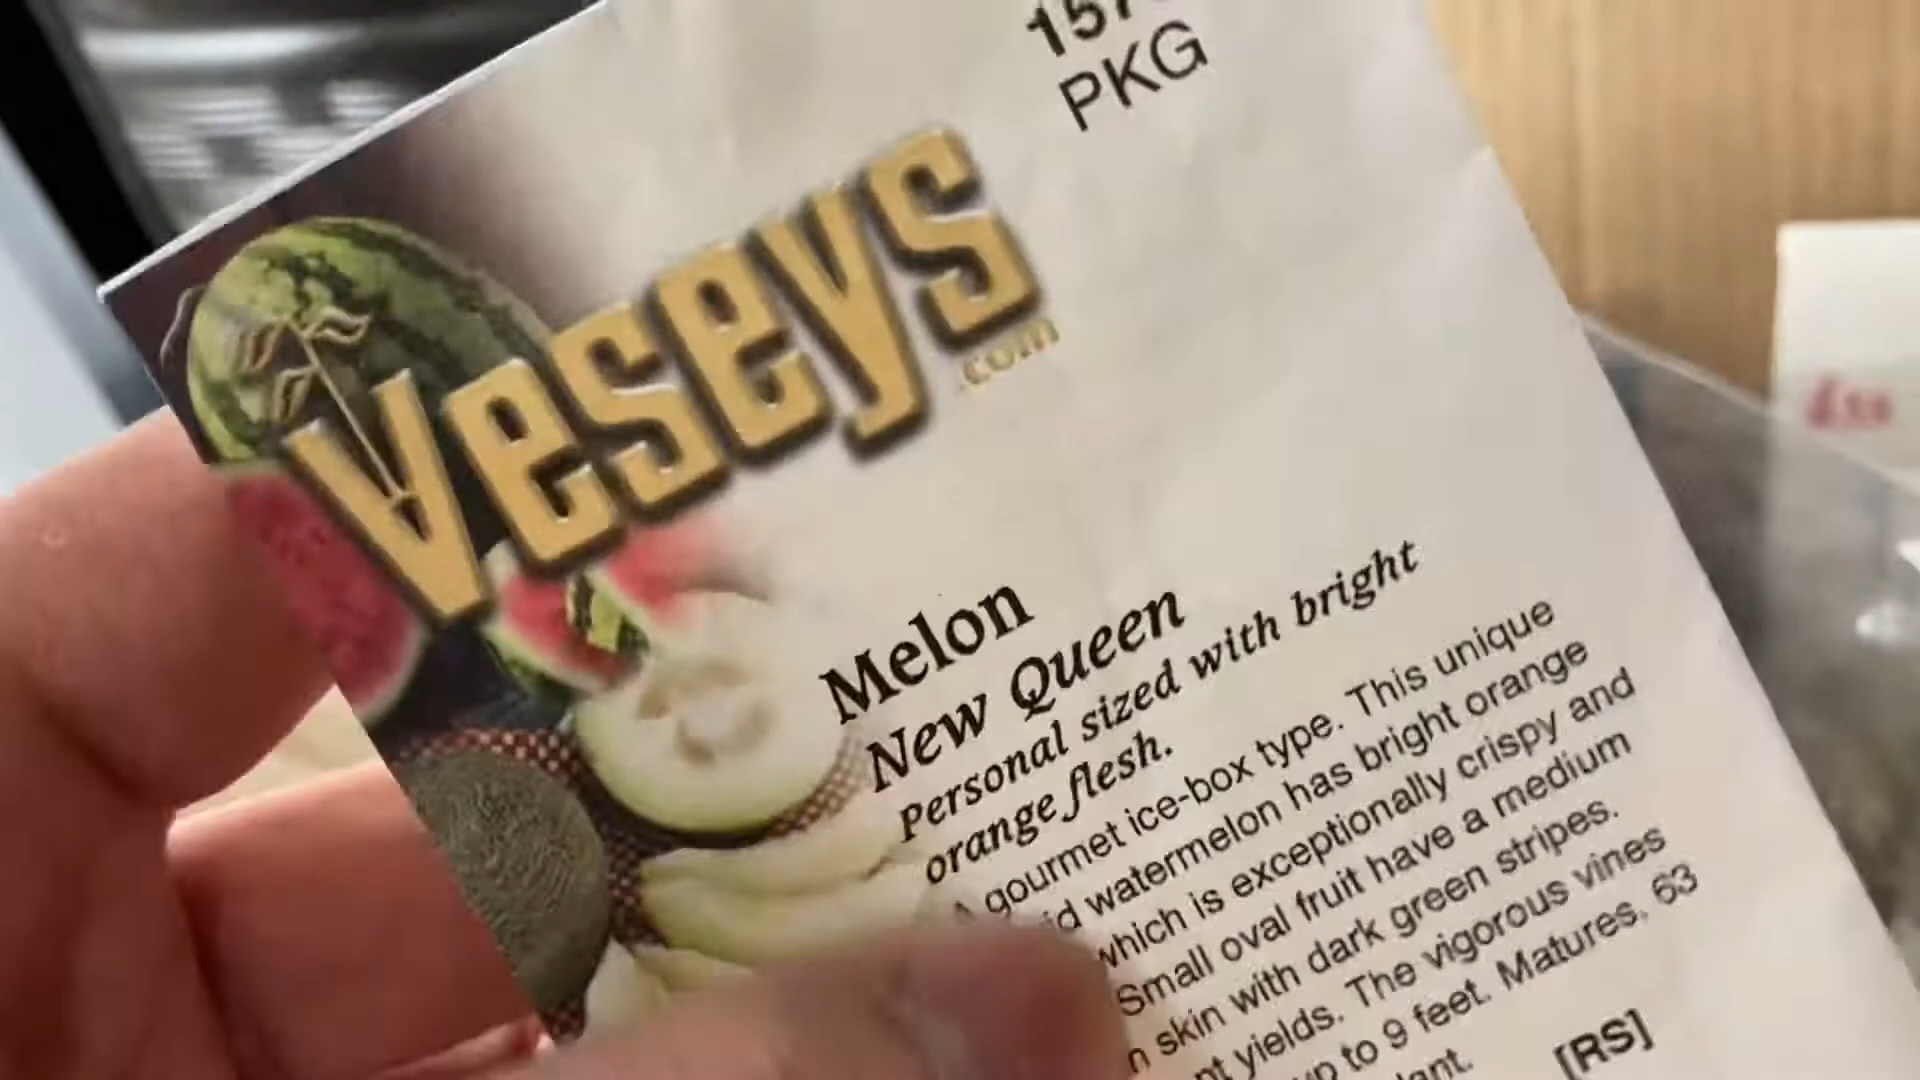 PKG
Veseys
.com
Melon
New Queen
Personal sized with bright
orange flesh.
A gourmet ice-box type. This unique
watermelon has bright orange
which is exceptionally crispy and
Small oval fruit have a medium
skin with dark green stripes.
yields. The vigorous vines
up to 9 feet. Matures, 63
[RS]